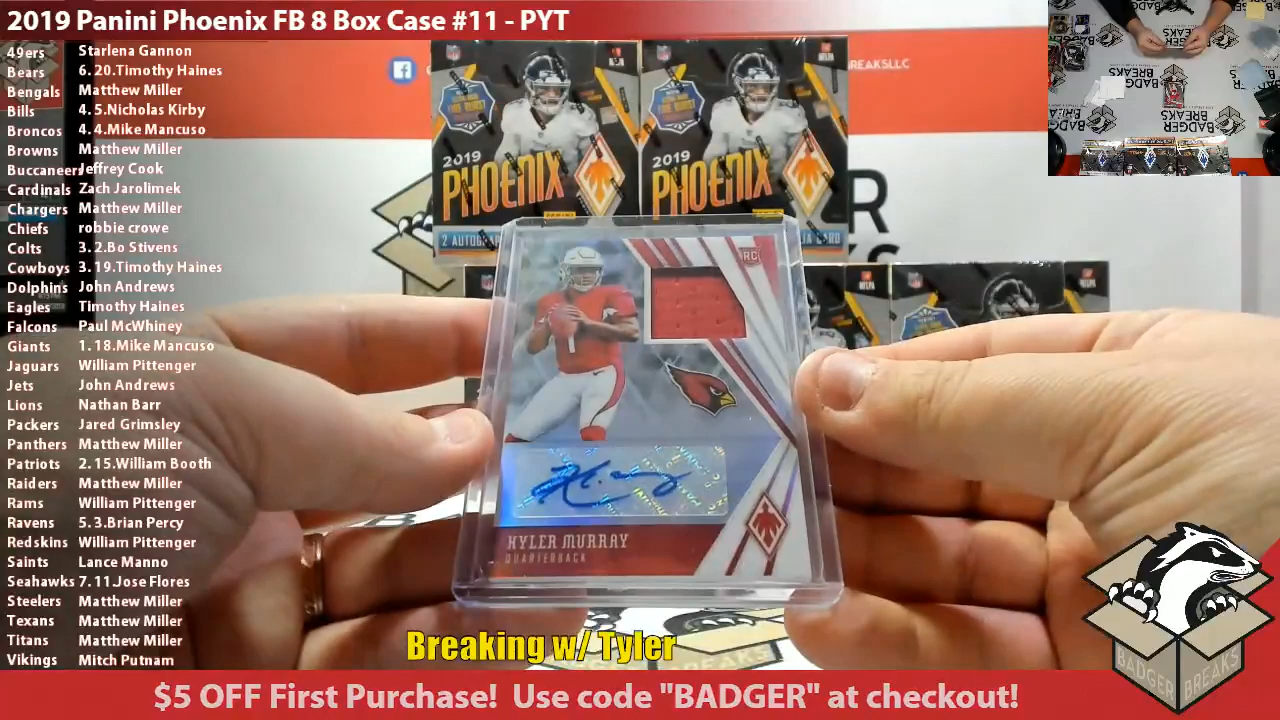 2019 Panini Phoenix FB 8 Box Case #11 - PYT
49ers Starlena Gannon
Bears 6. 20.Timothy Haines
Bengals Matthew Miller
Bills 4. 5.Nicholas Kirby
Broncos 4. 4.Mike Mancuso
Browns Matthew Miller
Buccaneers Jeffrey Cook
Cardinals Zach Jarolimek
Chargers Matthew Miller
Chiefs robbie crowe
Colts 3. 2.Bo Stivens
Cowboys 3. 19.Timothy Haines
Dolphins John Andrews
Eagles Timothy Haines
Falcons Paul McWhiney
Giants 1. 18.Mike Mancuso
Jaguars William Pittenger
Jets John Andrews
Lions Nathan Barr
Packers Jared Grimsley
Panthers Matthew Miller
Patriots 2. 15.William Booth
Raiders Matthew Miller
Rams William Pittenger
Ravens 5. 3.Brian Percy
Redskins William Pittenger
Saints Lance Manno
Seahawks 7. 11.Jose Flores
Steelers Matthew Miller
Texans Matthew Miller
Titans Matthew Miller
Vikings Mitch Putnam
BREAKSLLC
2019 PHOENIX
2019 PHOENIX
2 AUTOGRA
RC
KYLER MURRAY
QUARTERBACK
Breaking w/ Tyler
BADGER BREAKS
BADGER BREAKS
$5 OFF First Purchase! Use code "BADGER" at checkout!